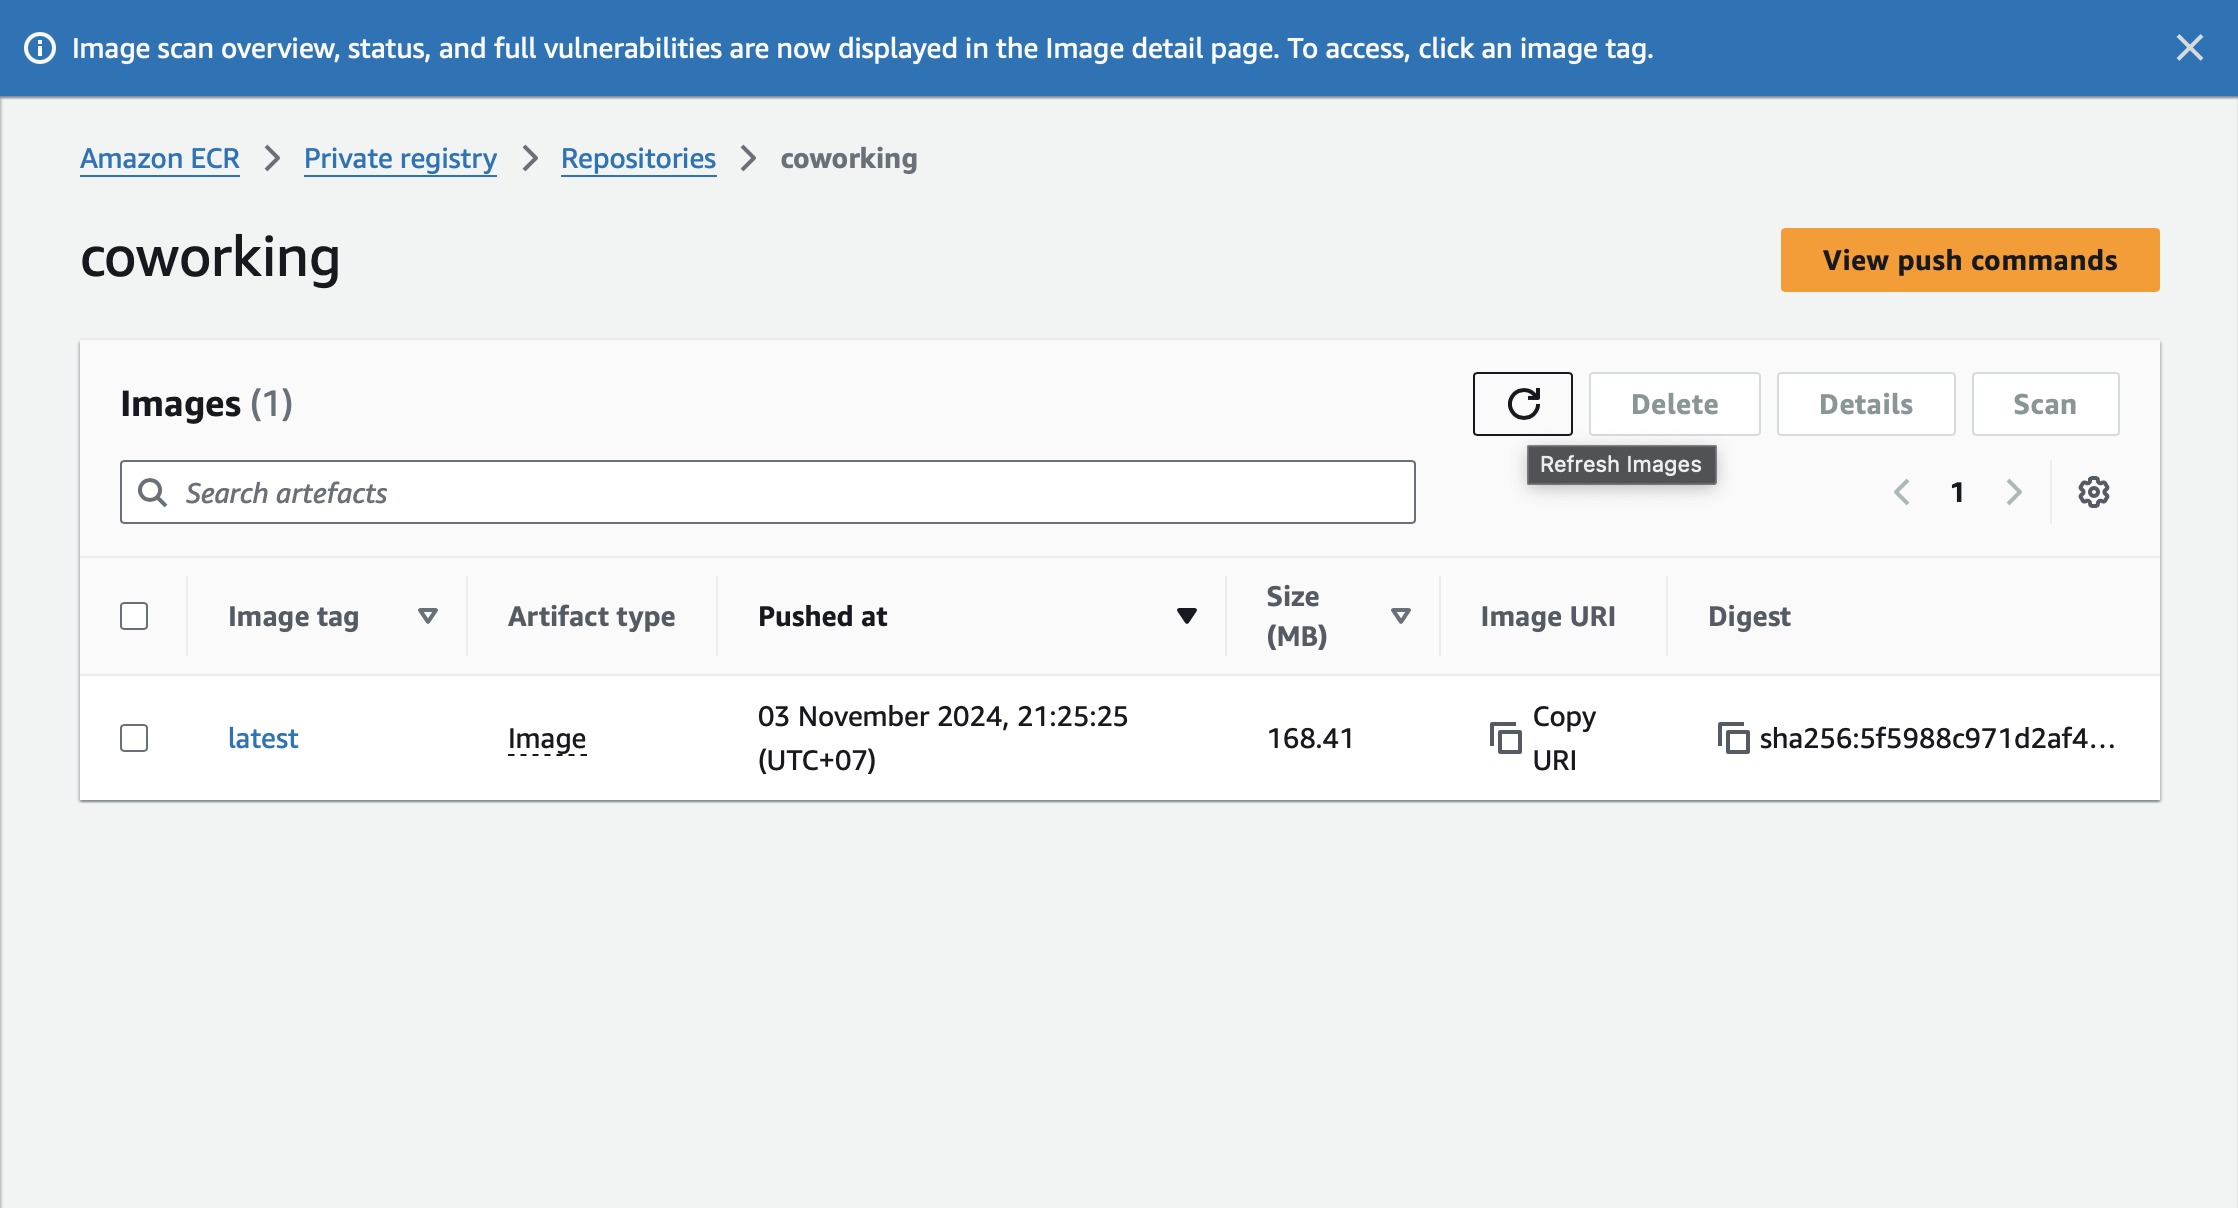 Image scan overview, status, and full vulnerabilities are now displayed in the Image detail page. To access, click an image tag.
Amazon ECR
Private registry
Repositories
coworking
coworking
View push commands
Images (1)
Delete
Details
Scan
Refresh Images
Search artefacts
1
Image tag
Artifact type
Pushed at
Size
(MB)
Image URI
Digest
latest
Image
03 November 2024, 21:25:25
(UTC+07)
168.41
Copy
URI
sha256:5f5988c971d2af4...